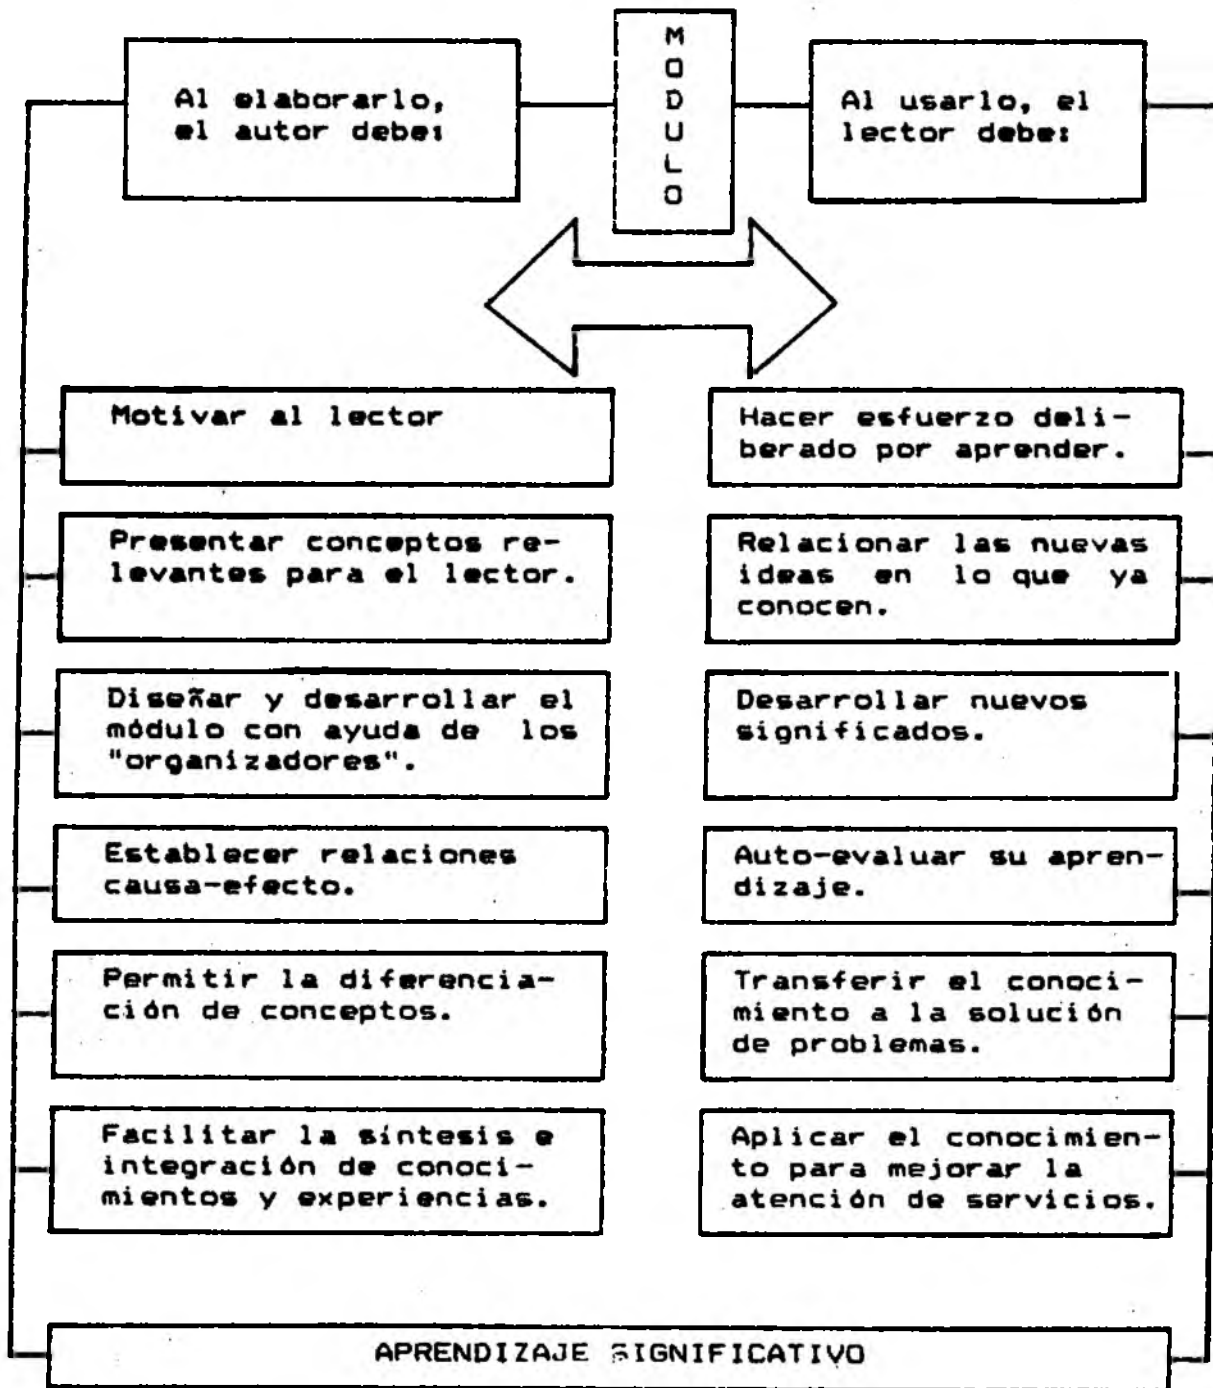 Al elaborarlo,
el autor debe:
MODULO
Al usarlo, el
lector debe:
Motivar al lector
Presentar conceptos re-
levantes para el lector.
Diseñar y desarrollar el
módulo con ayuda de los
"organizadores".
Establecer relaciones
causa-efecto.
Permitir la diferencia-
ción de conceptos.
Facilitar la síntesis e
integración de conoci-
mientos y experiencias.
Hacer esfuerzo deli-
berado por aprender.
Relacionar las nuevas
ideas en lo que ya
conocen.
Desarrollar nuevos
significados.
Auto-evaluar su apren-
dizaje.
Transferir el conoci-
miento a la solución
de problemas.
Aplicar el conocimien-
to para mejorar la
atención de servicios.
APRENDIZAJE SIGNIFICATIVO